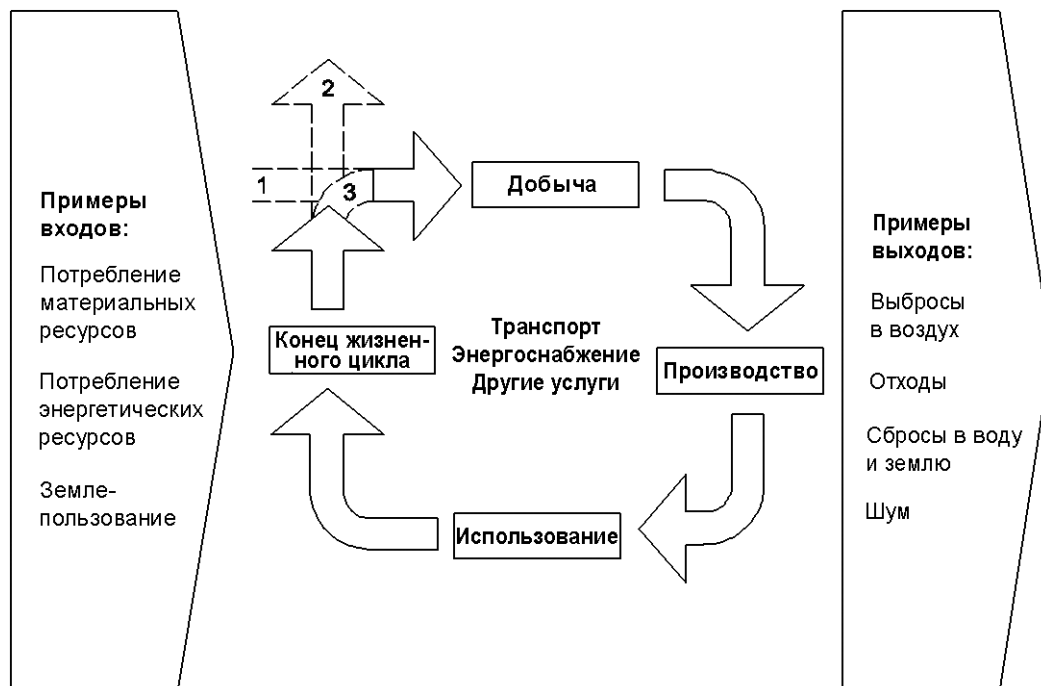 Примеры
входов:
Потребление
материальных
ресурсов
Потребление
энергетических
ресурсов
Земле-
пользование
2
1
3
Добыча
Конец жизнен-
ного цикла
Транспорт
Энергоснабжение
Другие услуги
Производство
Использование
Примеры
выходов:
Выбросы
в воздух
Отходы
Сбросы в воду
и землю
Шум